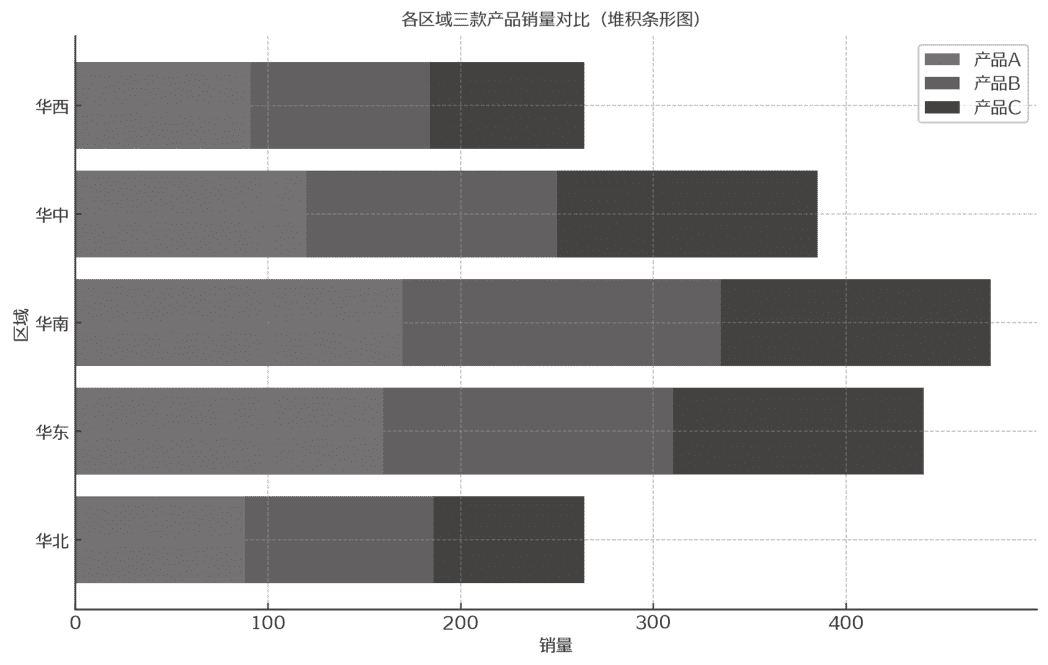 各区域三款产品销量对比（堆积条形图）
产品A
产品B
产品C
华西
华中
华南
华东
华北
区域
0 100 200 300 400
销量